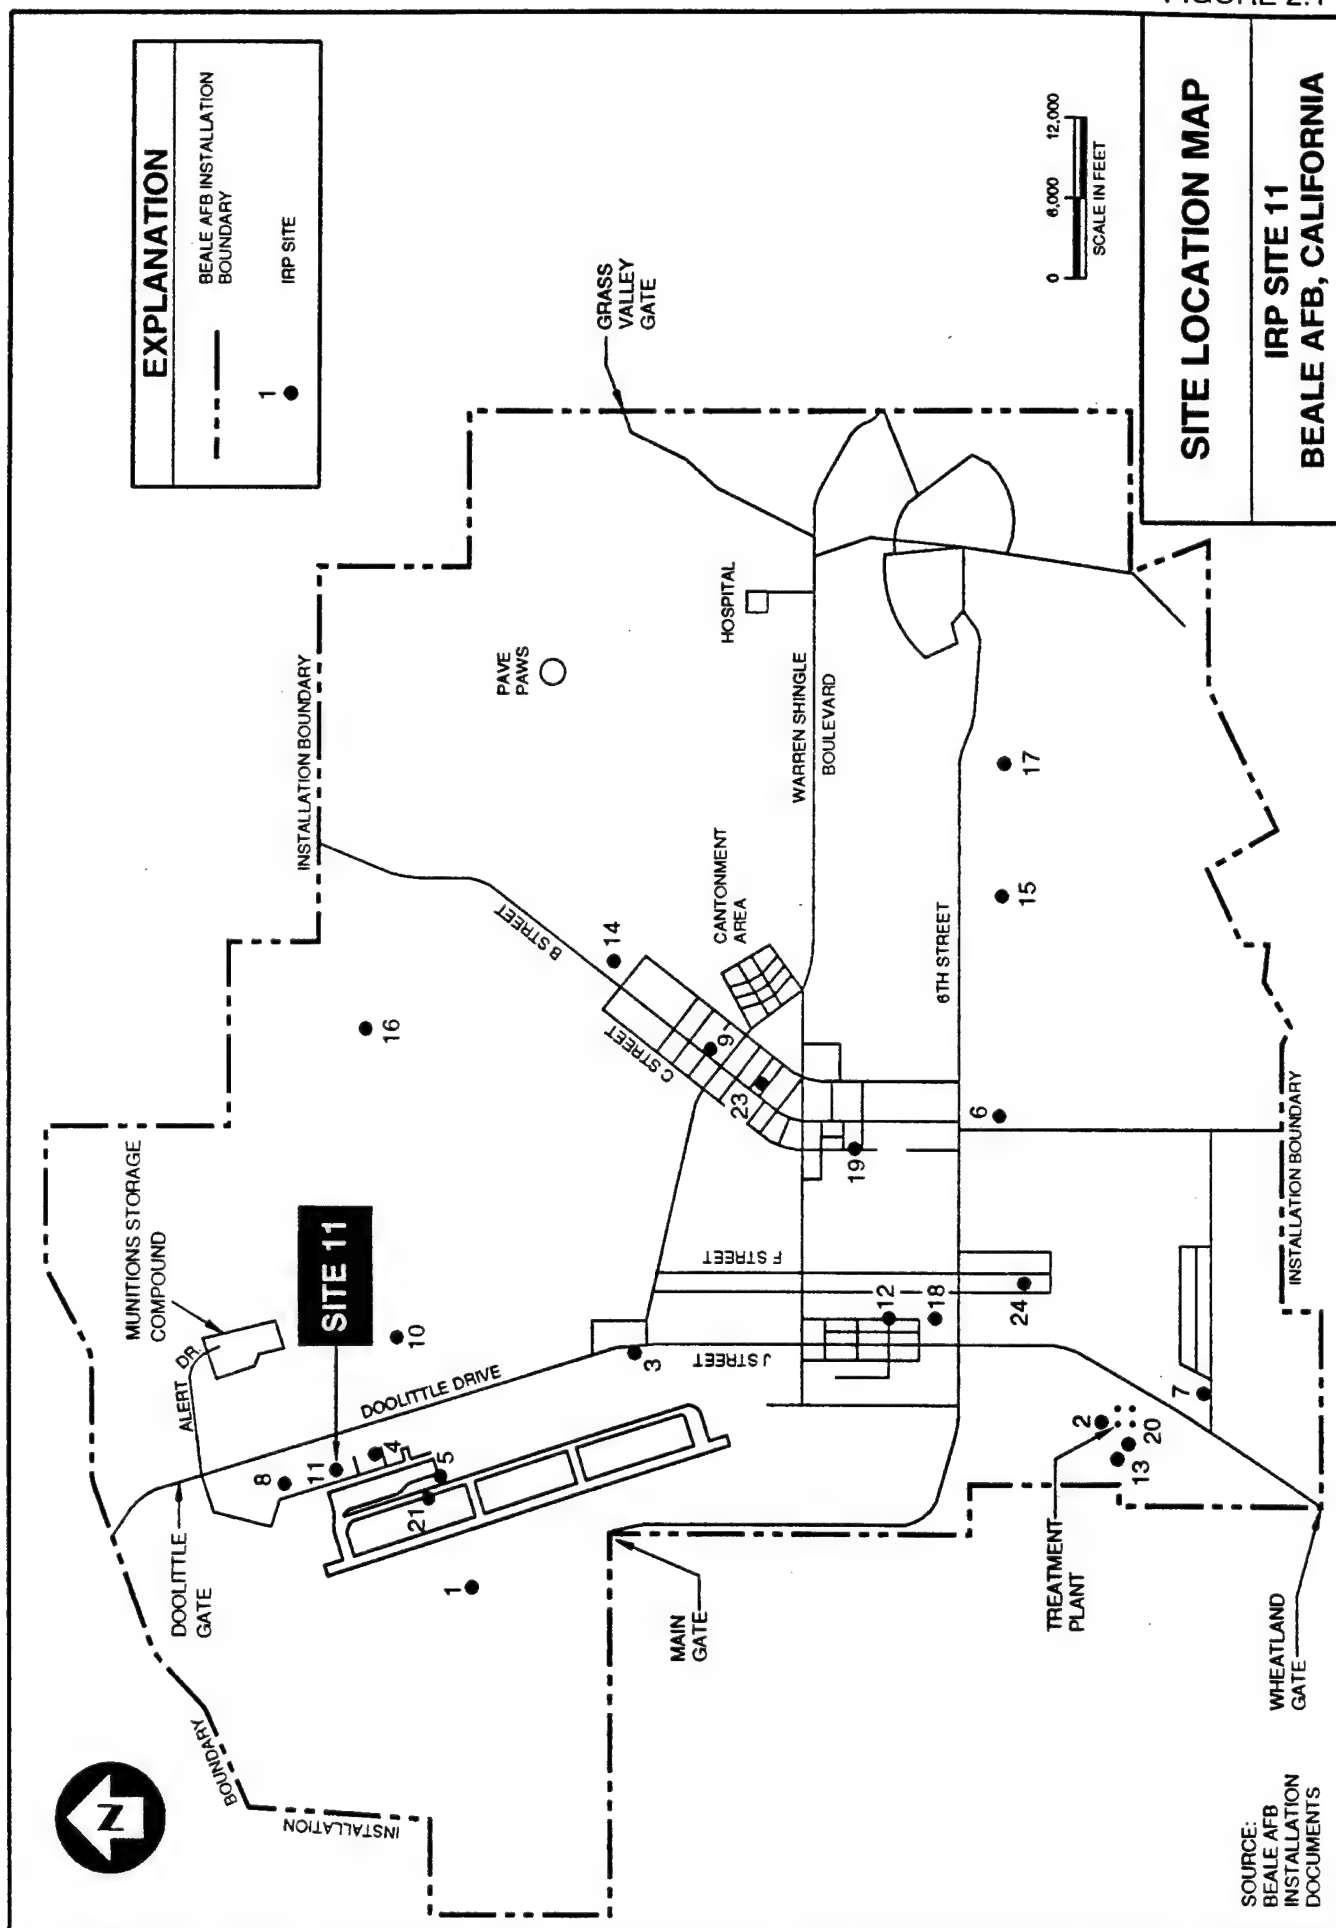 FIGURE 2.1
EXPLANATION
BEALE AFB INSTALLATION
BOUNDARY
1
IRP SITE
N
INSTALLATION
BOUNDARY
DOOLITTLE
GATE
ALERT DR.
MUNITIONS STORAGE
COMPOUND
SITE 11
8
11
4
5
21
1
10
DOOLITTLE DRIVE
3
16
INSTALLATION BOUNDARY
B STREET
14
C STREET
9
23
CANTONMENT
AREA
PAVE
PAWS
HOSPITAL
GRASS
VALLEY
GATE
WARREN SHINGLE
BOULEVARD
MAIN
GATE
J STREET
F STREET
19
12
18
6TH STREET
24
6
15
17
TREATMENT
PLANT
2
20
13
7
INSTALLATION BOUNDARY
WHEATLAND
GATE
0 6,000 12,000
SCALE IN FEET
SOURCE:
BEALE AFB
INSTALLATION
DOCUMENTS
SITE LOCATION MAP
IRP SITE 11
BEALE AFB, CALIFORNIA